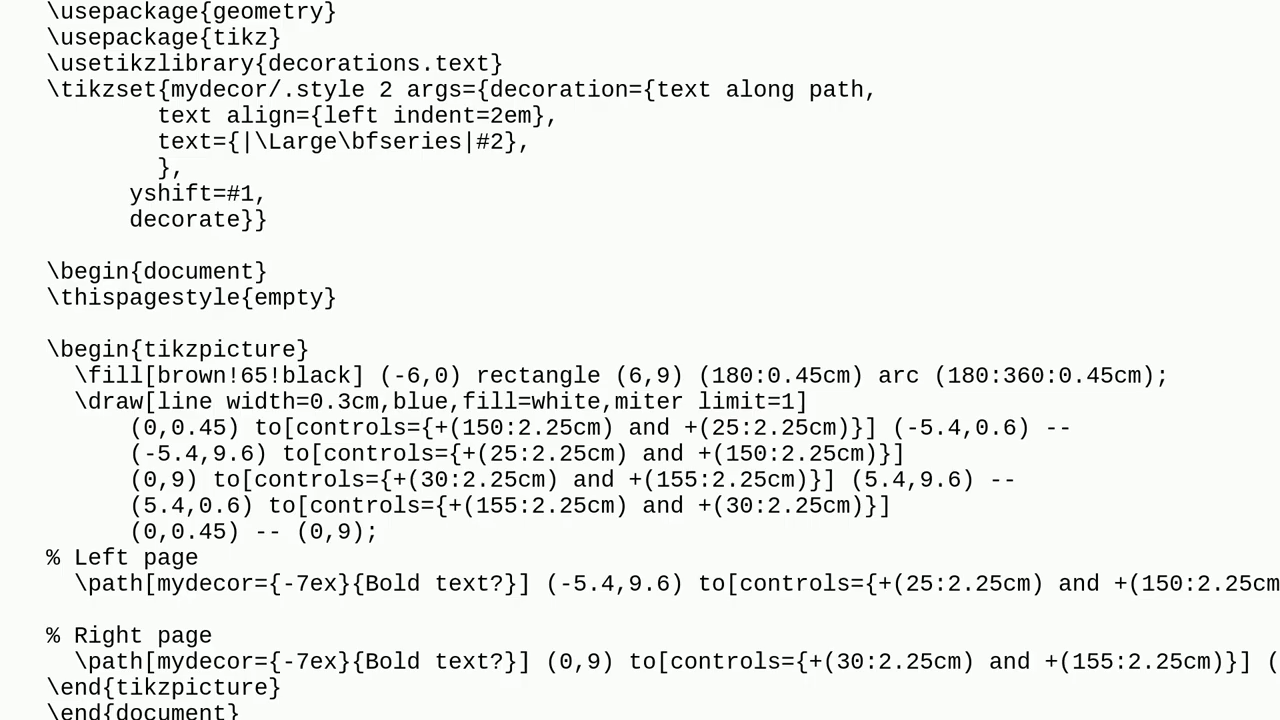 \usepackage{geometry}
\usepackage{tikz}
\usetikzlibrary{decorations.text}
\tikzset{mydecor/.style 2 args={decoration={text along path,
        text align={left indent=2em},
        text={|\Large\bfseries|#2},
        },
      yshift=#1,
      decorate}}

\begin{document}
\thispagestyle{empty}

\begin{tikzpicture}
  \fill[brown!65!black] (-6,0) rectangle (6,9) (180:0.45cm) arc (180:360:0.45cm);
  \draw[line width=0.3cm,blue,fill=white,miter limit=1]
      (0,0.45) to[controls={+(150:2.25cm) and +(25:2.25cm)}] (-5.4,0.6) --
      (-5.4,9.6) to[controls={+(25:2.25cm) and +(150:2.25cm)}]
      (0,9) to[controls={+(30:2.25cm) and +(155:2.25cm)}] (5.4,9.6) --
      (5.4,0.6) to[controls={+(155:2.25cm) and +(30:2.25cm)}]
      (0,0.45) -- (0,9);
% Left page
  \path[mydecor={-7ex}{Bold text?}] (-5.4,9.6) to[controls={+(25:2.25cm) and +(150:2.25cm

% Right page
  \path[mydecor={-7ex}{Bold text?}] (0,9) to[controls={+(30:2.25cm) and +(155:2.25cm)}] (
\end{tikzpicture}
\end{document}